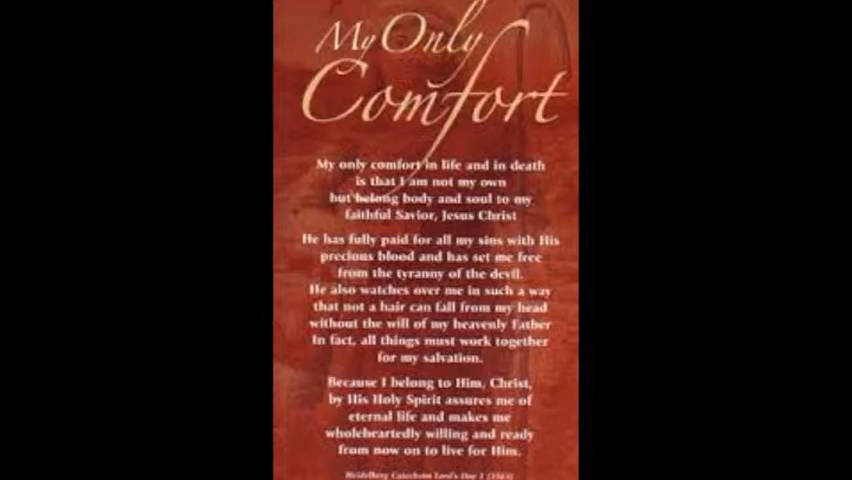 My Only
Comfort
My only comfort in life and in death
is that I am not my own
but belong body and soul to my
faithful Savior, Jesus Christ
He has fully paid for all my sins with His
precious blood and has set me free
from the tyranny of the devil.
He also watches over me in such a way
that not a hair can fall from my head
without the will of my heavenly Father
In fact, all things must work together
for my salvation.
Because I belong to Him, Christ,
by His Holy Spirit assures me of
eternal life and makes me
wholeheartedly willing and ready
from now on to live for Him.
Heidelberg Catechism Lord's Day 1 (1563)